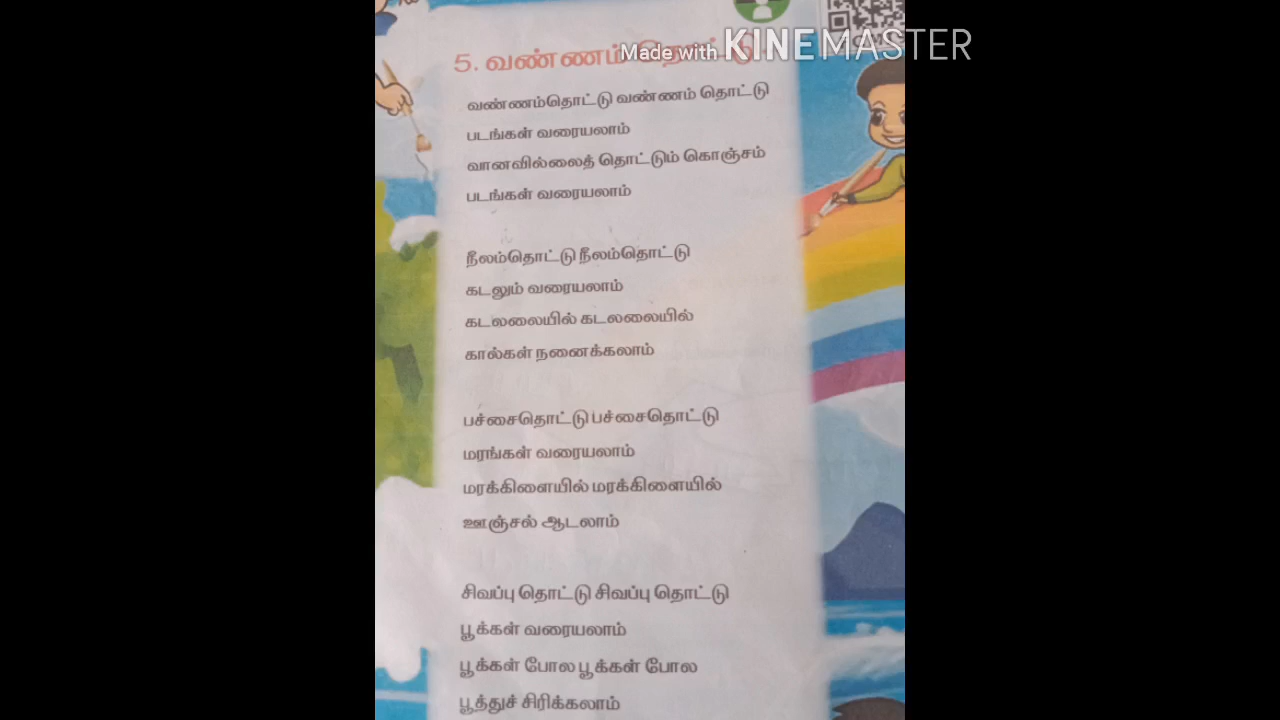 Made with KINEMASTER
5. வண்ணம் தொட்டு
வண்ணம்தொட்டு வண்ணம் தொட்டு
படங்கள் வரையலாம்
வானவில்லைத் தொட்டும் கொஞ்சம்
படங்கள் வரையலாம்
நீலம்தொட்டு நீலம்தொட்டு
கடலும் வரையலாம்
கடலலையில் கடலலையில்
கால்கள் நனைக்கலாம்
பச்சைதொட்டு பச்சைதொட்டு
மரங்கள் வரையலாம்
மரக்கிளையில் மரக்கிளையில்
ஊஞ்சல் ஆடலாம்
சிவப்பு தொட்டு சிவப்பு தொட்டு
பூக்கள் வரையலாம்
பூக்கள் போல பூக்கள் போல
பூத்துச் சிரிக்கலாம்